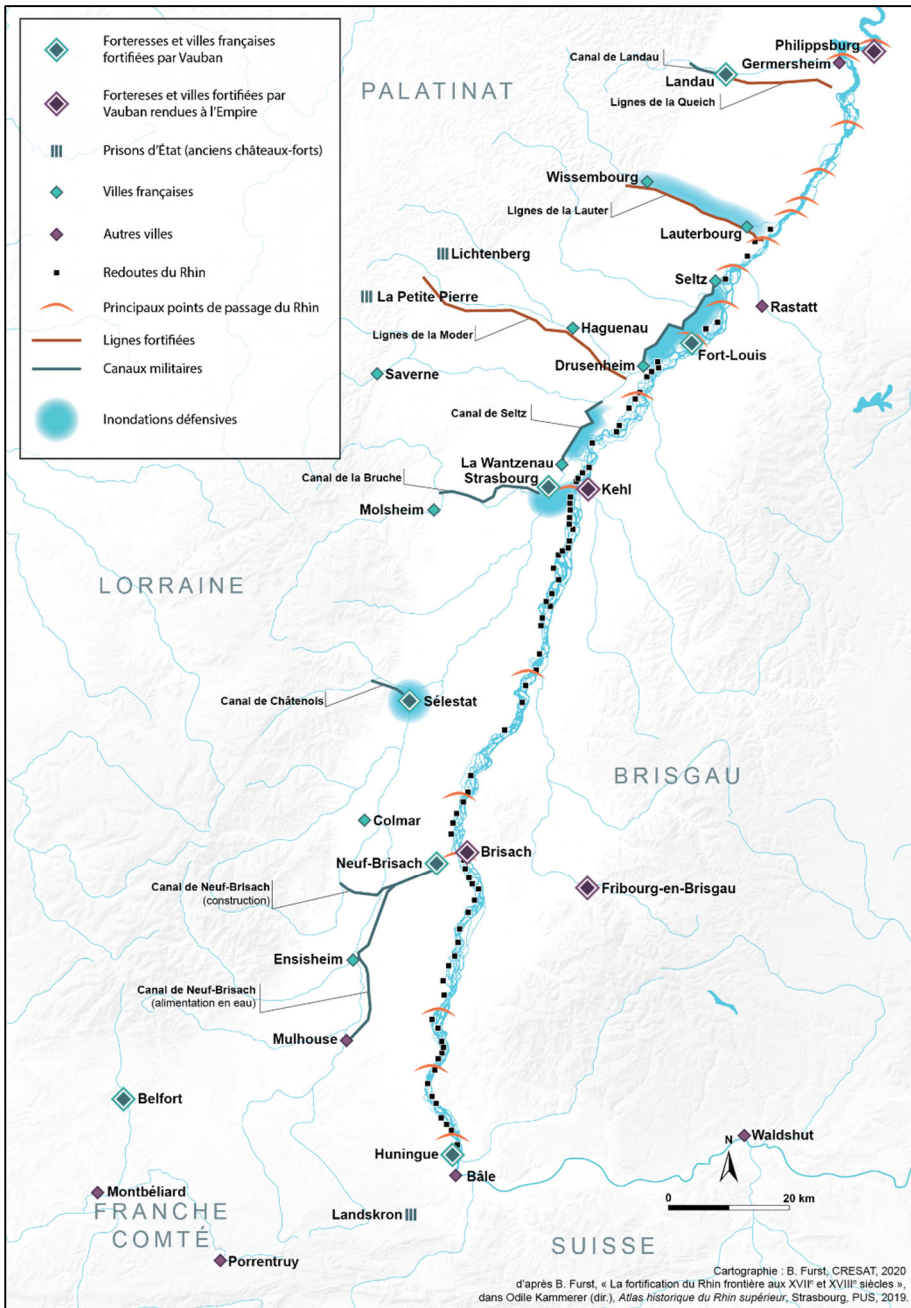 Forteresses et villes françaises
fortifiées par Vauban
Fortereses et villes fortifiées par
Vauban rendues à l'Empire
Prisons d'État (anciens châteaux-forts)
Villes françaises
Autres villes
Redoutes du Rhin
Principaux points de passage du Rhin
Lignes fortifiées
Canaux militaires
Inondations défensives
PALATINAT
Philippsburg
Germersheim
Canal de Landau
Landau
Lignes de la Queich
Wissembourg
Lignes de la Lauter
Lauterbourg
Lichtenberg
Seltz
La Petite Pierre
Rastatt
Lignes de la Moder
Haguenau
Fort-Louis
Drusenheim
Saverne
Canal de Seltz
La Wantzenau
Canal de la Bruche
Strasbourg
Kehl
Molsheim
LORRAINE
Canal de Châtenois
Sélestat
BRISGAU
Colmar
Neuf-Brisach
Brisach
Canal de Neuf-Brisach
(construction)
Fribourg-en-Brisgau
Ensisheim
Canal de Neuf-Brisach
(alimentation en eau)
Mulhouse
Belfort
Waldshut
Huningue
Bâle
N
0 20 km
Montbéliard
FRANCHE
COMTÉ
Landskron
Porrentruy
SUISSE
Cartographie : B. Furst, CRESAT, 2020
d'après B. Furst, « La fortification du Rhin frontière aux XVIIe et XVIIIe siècles »,
dans Odile Kammerer (dir.), Atlas historique du Rhin supérieur, Strasbourg, PUS, 2019.